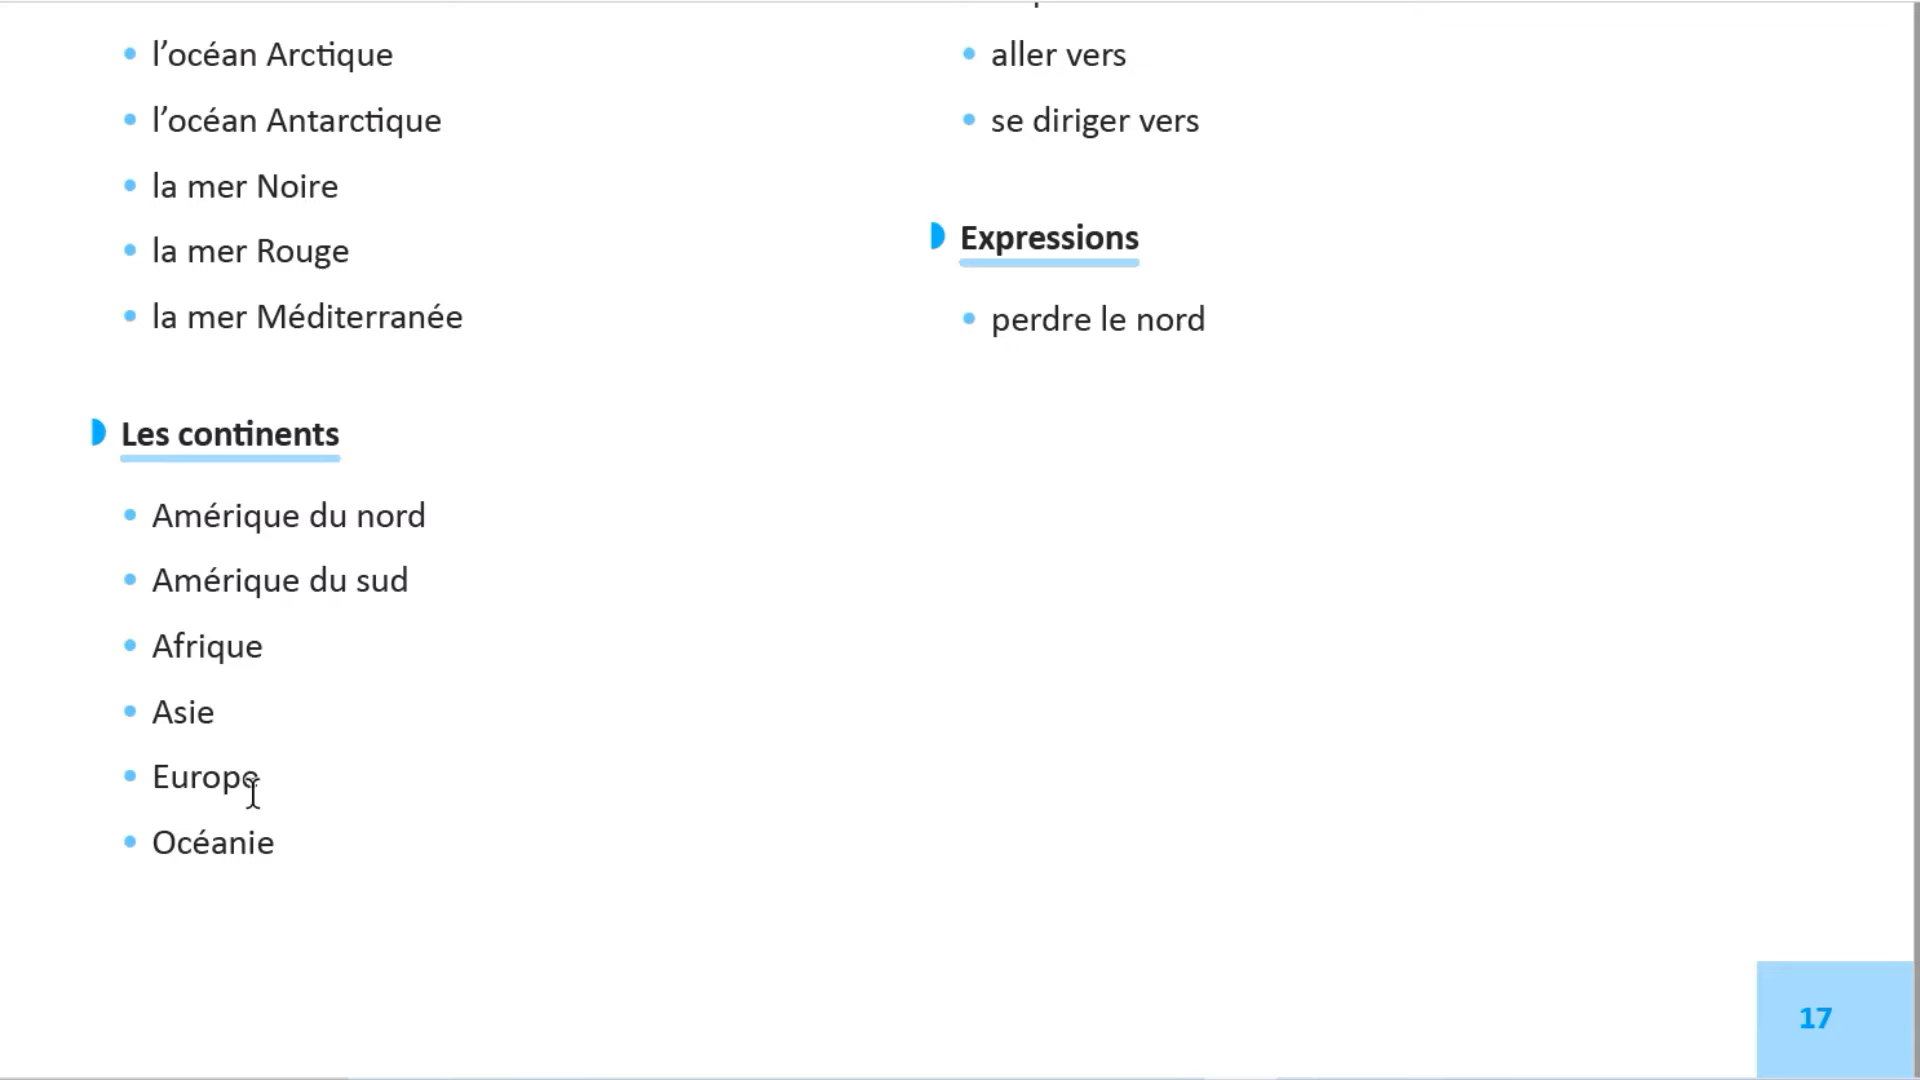 l’océan Arctique
l’océan Antarctique
la mer Noire
la mer Rouge
la mer Méditerranée
Les continents
Amérique du nord
Amérique du sud
Afrique
Asie
Europe
Océanie
aller vers
se diriger vers
Expressions
perdre le nord
17